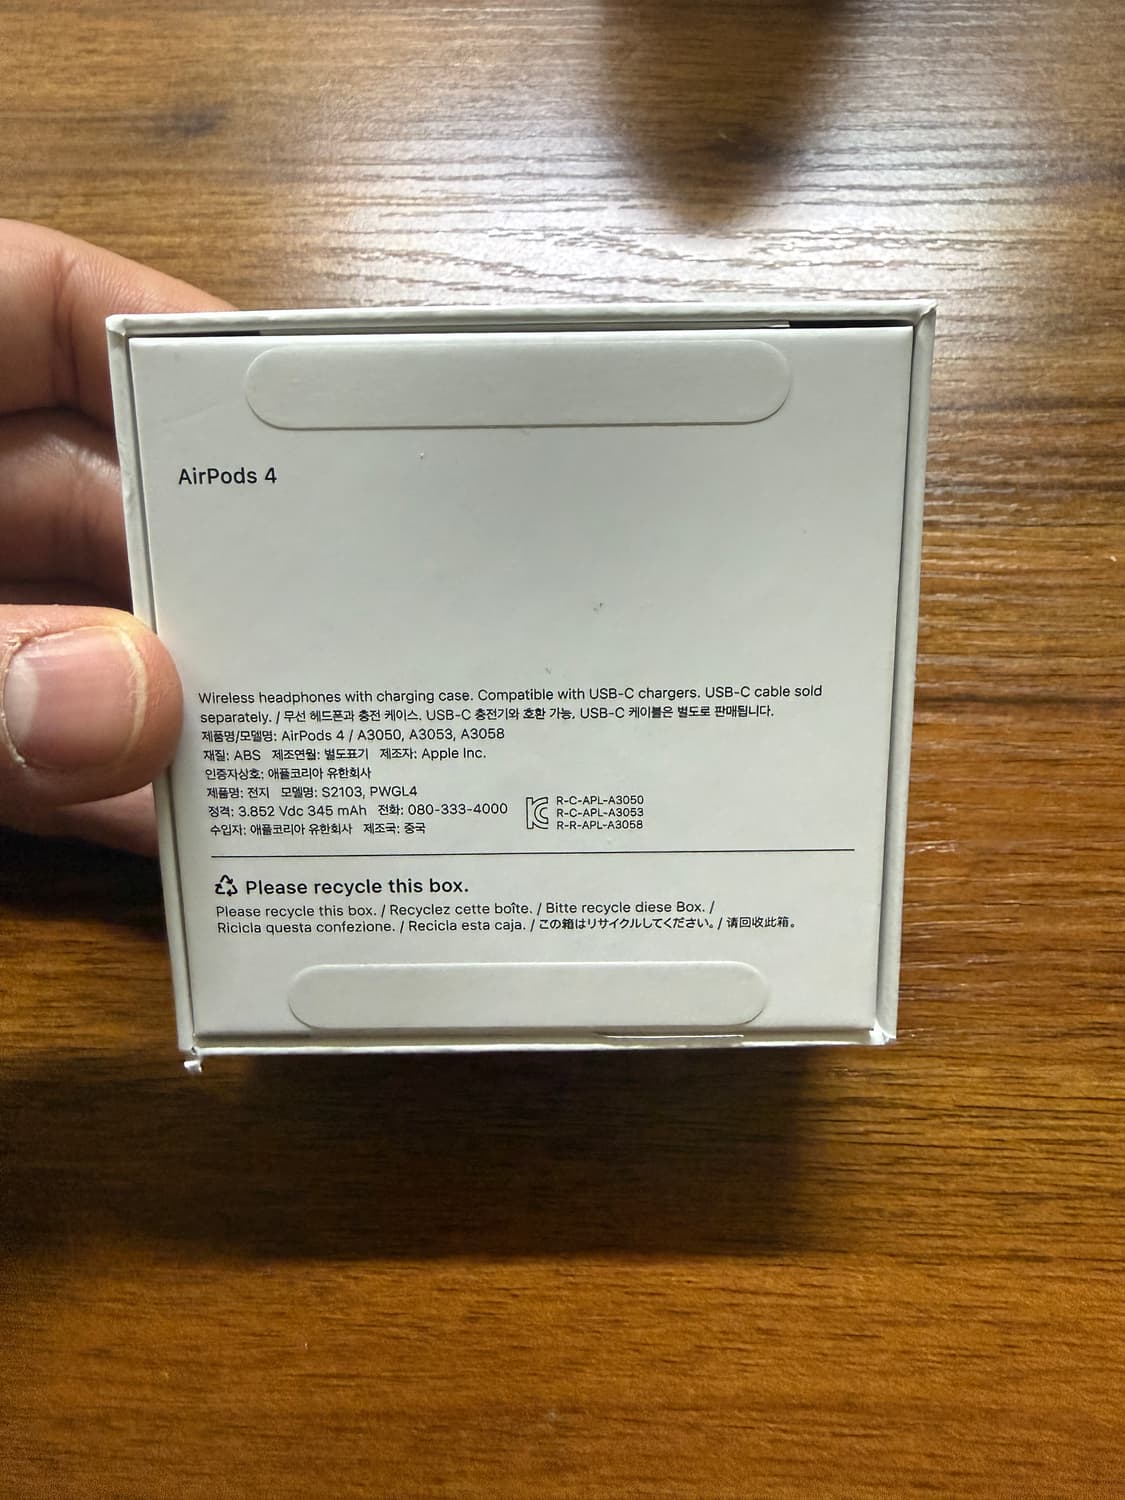 AirPods 4
Wireless headphones with charging case. Compatible with USB-C chargers. USB-C cable sold
separately. / 무선 헤드폰과 충전 케이스. USB-C 충전기와 호환 가능. USB-C 케이블은 별도로 판매됩니다.
제품명/모델명: AirPods 4 / A3050, A3053, A3058
재질: ABS 제조연월: 별도표기 제조자: Apple Inc.
인증자상호: 애플코리아 유한회사
제품명: 전지 모델명: S2103, PWGL4
정격: 3.852 Vdc 345 mAh 전화: 080-333-4000
수입자: 애플코리아 유한회사 제조국: 중국
R-C-APL-A3050
R-C-APL-A3053
R-R-APL-A3058
Please recycle this box.
Please recycle this box. / Recyclez cette boîte. / Bitte recycle diese Box. /
Ricicla questa confezione. / Recicla esta caja. / この箱はリサイクルしてください。/ 请回收此箱。